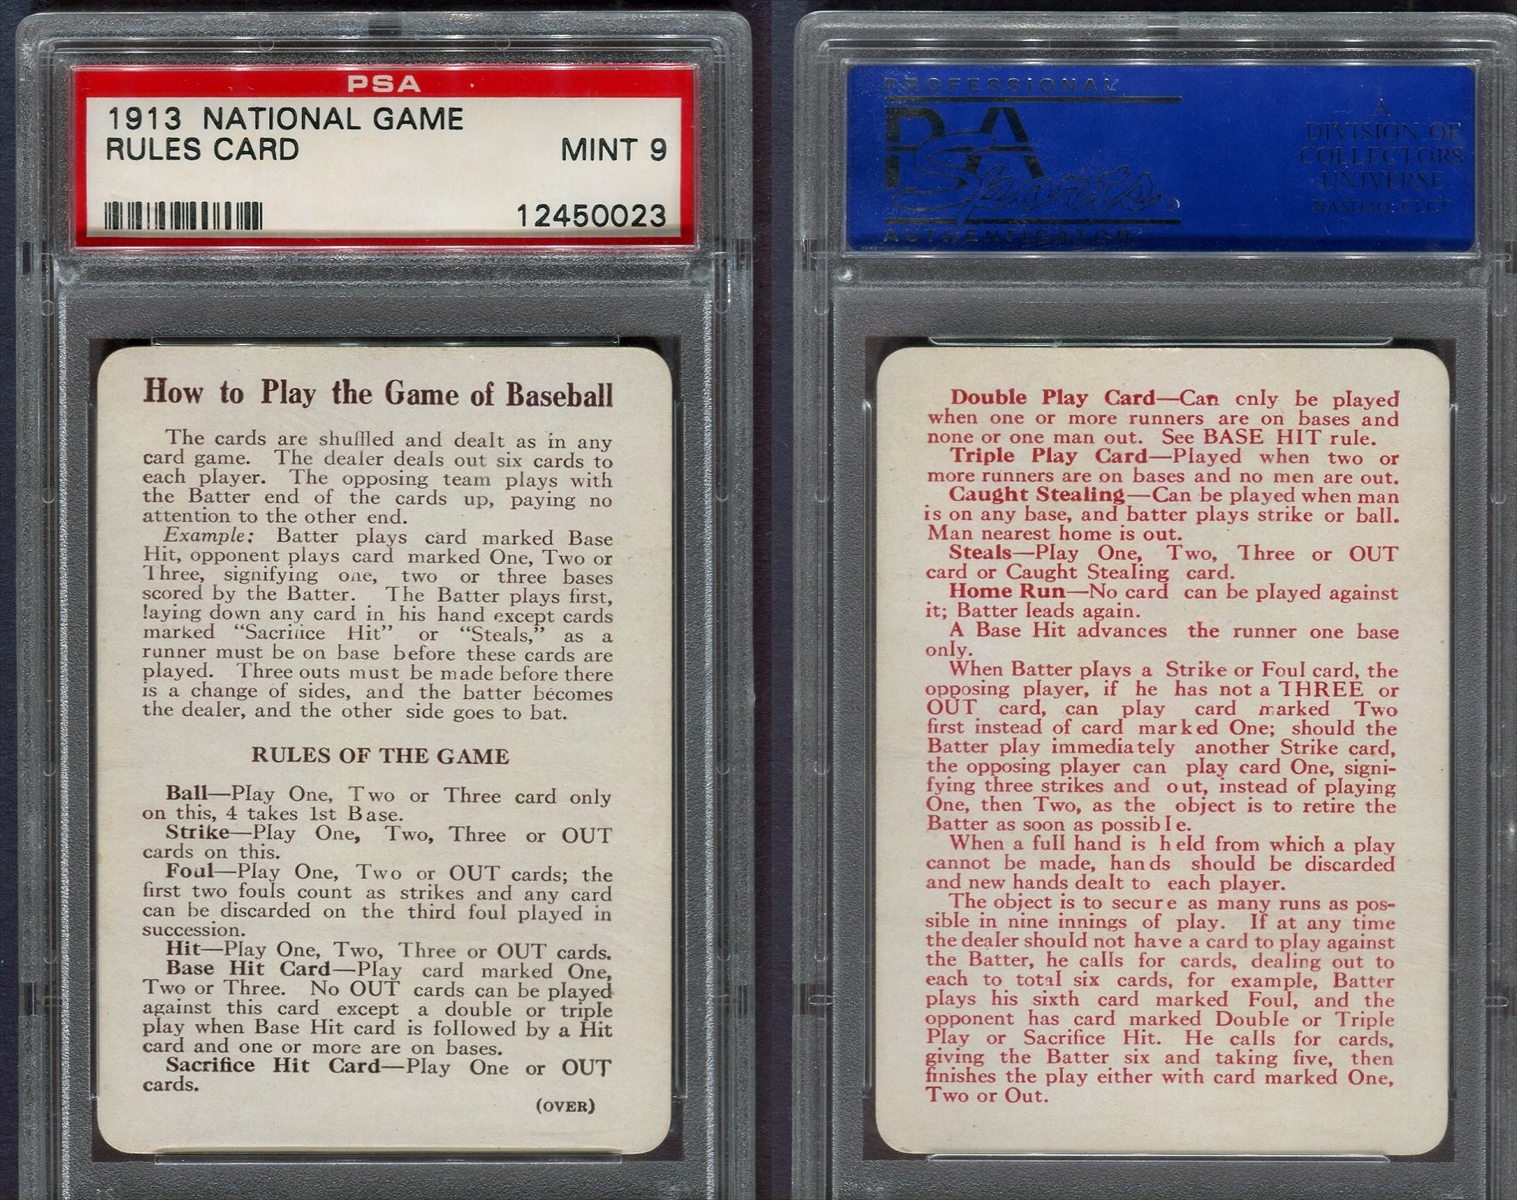 PSA
1913 NATIONAL GAME
RULES CARD
MINT 9
12450023
How to Play the Game of Baseball
The cards are shuffled and dealt as in any
card game. The dealer deals out six cards to
each player. The opposing team plays with
the Batter end of the cards up, paying no
attention to the other end.
Example: Batter plays card marked Base
Hit, opponent plays card marked One, Two or
Three, signifying one, two or three bases
scored by the Batter. The Batter plays first,
laying down any card in his hand except cards
marked "Sacrifice Hit" or "Steals," as a
runner must be on base before these cards are
played. Three outs must be made before there
is a change of sides, and the batter becomes
the dealer, and the other side goes to bat.
RULES OF THE GAME
Ball—Play One, Two or Three card only
on this, 4 takes 1st Base.
Strike—Play One, Two, Three or OUT
cards on this.
Foul—Play One, Two or OUT cards; the
first two fouls count as strikes and any card
can be discarded on the third foul played in
succession.
Hit—Play One, Two, Three or OUT cards.
Base Hit Card—Play card marked One,
Two or Three. No OUT cards can be played
against this card except a double or triple
play when Base Hit card is followed by a Hit
card and one or more are on bases.
Sacrifice Hit Card—Play One or OUT
cards.
(OVER)
PROFESSIONAL
PSA
Sports
AUTHENTICATOR
A
DIVISION OF
COLLECTORS
UNIVERSE
NASDAQ: CLCT
Double Play Card—Can only be played
when one or more runners are on bases and
none or one man out. See BASE HIT rule.
Triple Play Card—Played when two or
more runners are on bases and no men are out.
Caught Stealing—Can be played when man
is on any base, and batter plays strike or ball.
Man nearest home is out.
Steals—Play One, Two, Three or OUT
card or Caught Stealing card.
Home Run—No card can be played against
it; Batter leads again.
A Base Hit advances the runner one base
only.
When Batter plays a Strike or Foul card, the
opposing player, if he has not a THREE or
OUT card, can play card marked Two
first instead of card marked One; should the
Batter play immediately another Strike card,
the opposing player can play card One, signi-
fying three strikes and out, instead of playing
One, then Two, as the object is to retire the
Batter as soon as possible.
When a full hand is held from which a play
cannot be made, hands should be discarded
and new hands dealt to each player.
The object is to secure as many runs as pos-
sible in nine innings of play. If at any time
the dealer should not have a card to play against
the Batter, he calls for cards, dealing out to
each to total six cards, for example, Batter
plays his sixth card marked Foul, and the
opponent has card marked Double or Triple
Play or Sacrifice Hit. He calls for cards,
giving the Batter six and taking five, then
finishes the play either with card marked One,
Two or Out.